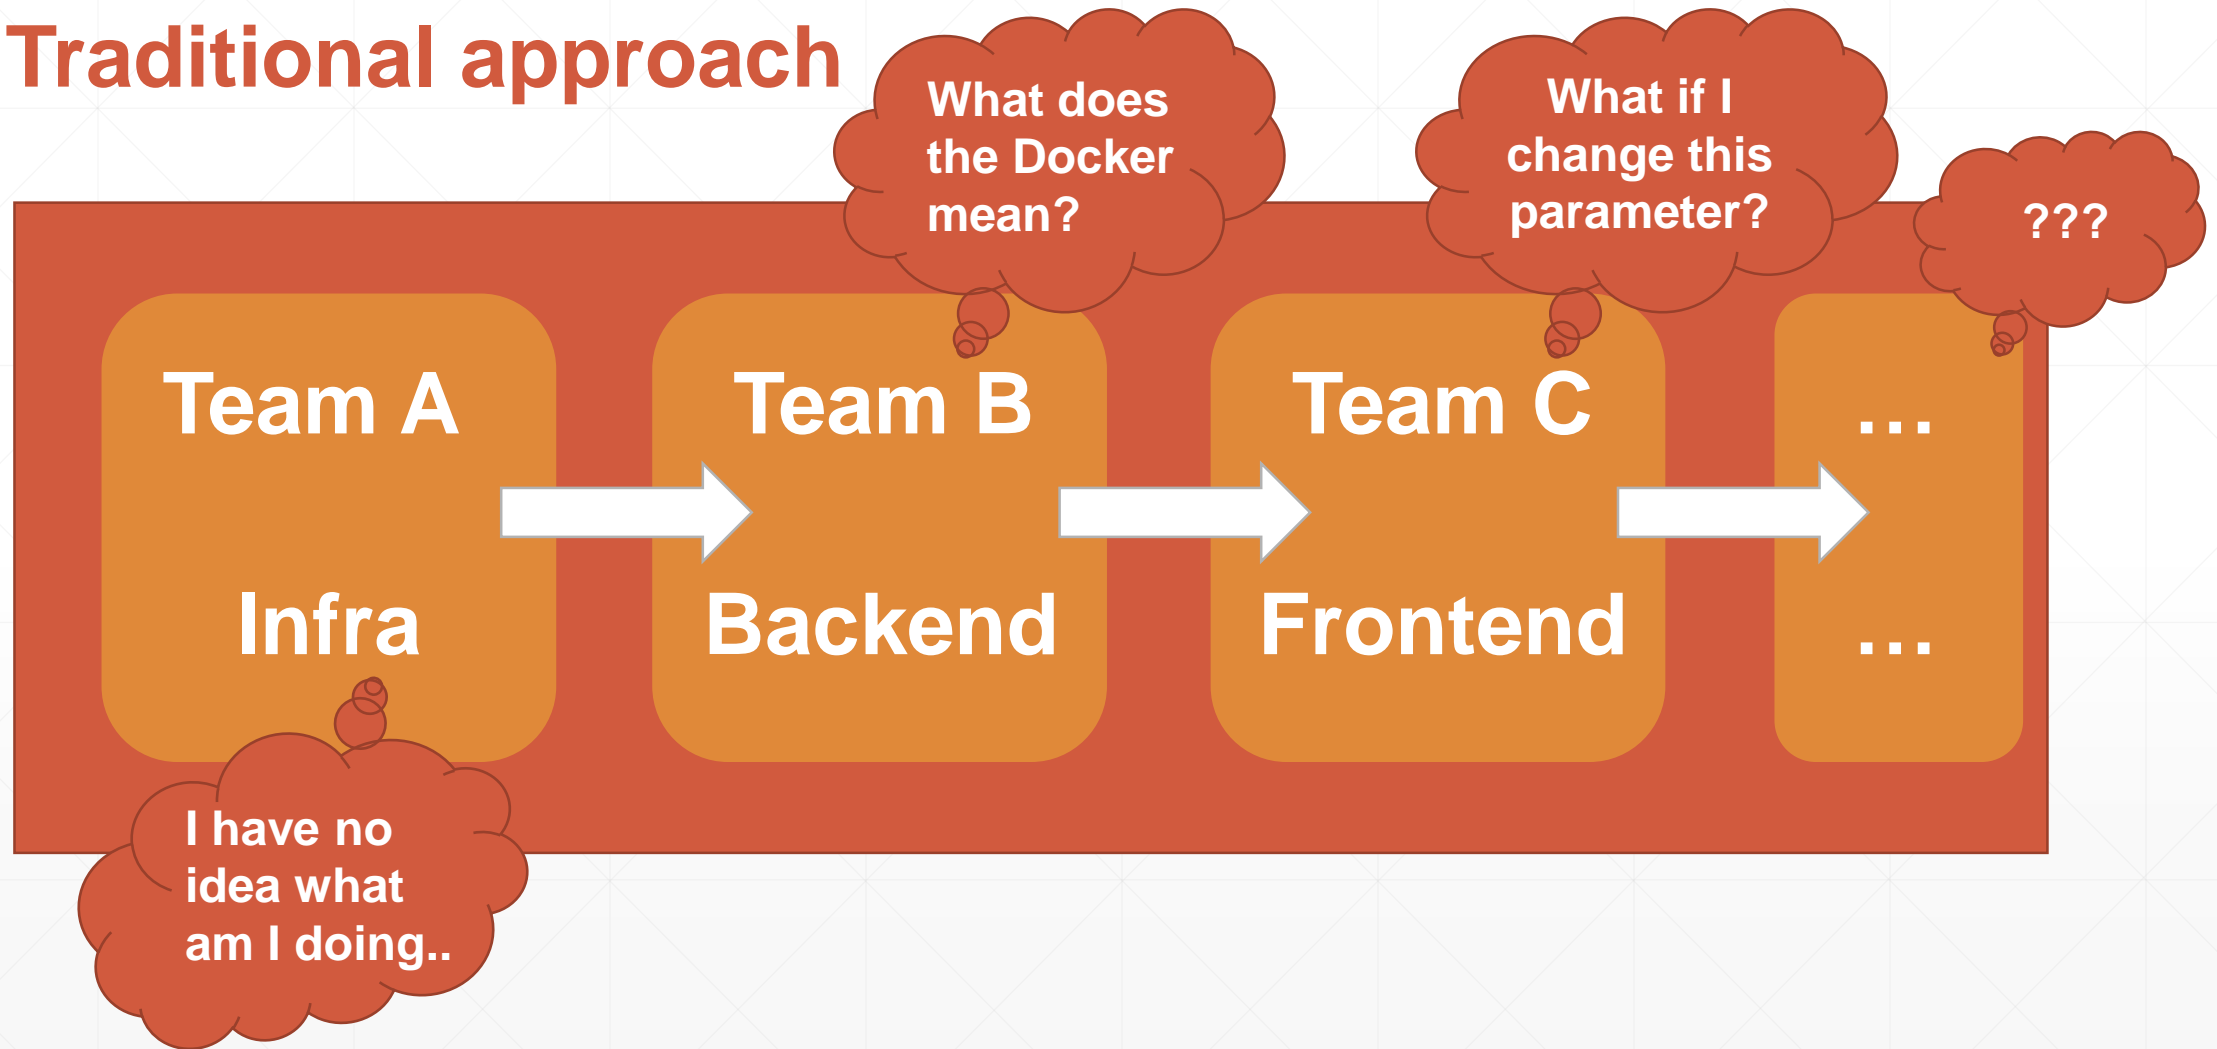 Traditional approach
What does
the Docker
mean?
What if I
change this
parameter?
???
Team A
Infra
Team B
Backend
Team C
Frontend
...
...
I have no
idea what
am I doing..